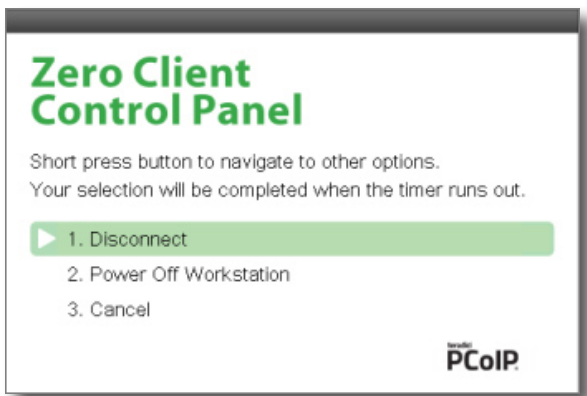 Zero Client
Control Panel
Short press button to navigate to other options.
Your selection will be completed when the timer runs out.
1. Disconnect
2. Power Off Workstation
3. Cancel
teradici
PCoIP